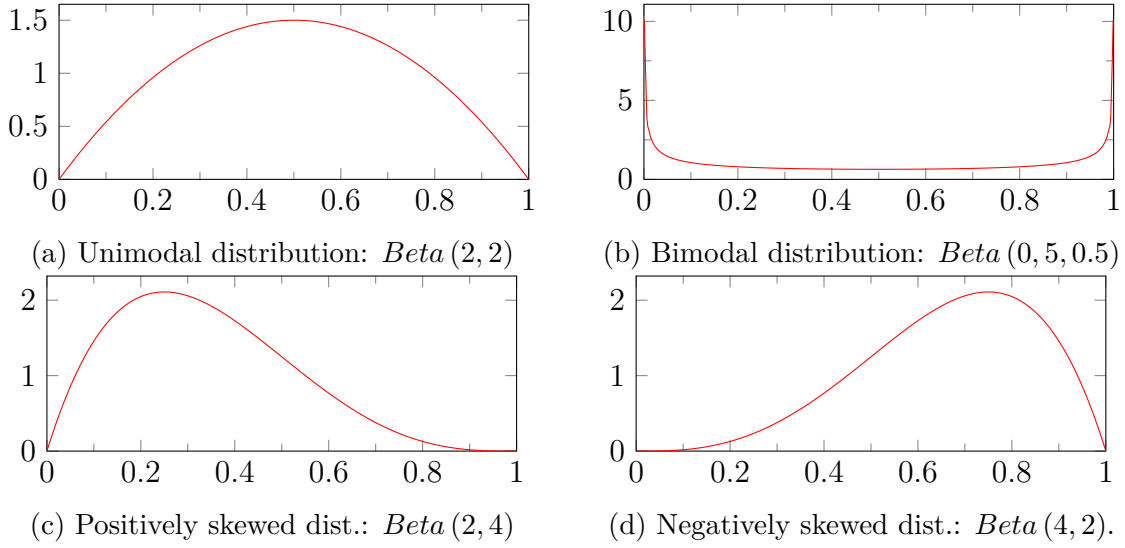 1.5
1
0.5
0
0 0.2 0.4 0.6 0.8 1
(a) Unimodal distribution: Beta (2, 2)
10
5
0
0 0.2 0.4 0.6 0.8 1
(b) Bimodal distribution: Beta (0, 5, 0.5)
2
1
0
0 0.2 0.4 0.6 0.8 1
(c) Positively skewed dist.: Beta (2, 4)
2
1
0
0 0.2 0.4 0.6 0.8 1
(d) Negatively skewed dist.: Beta (4, 2).